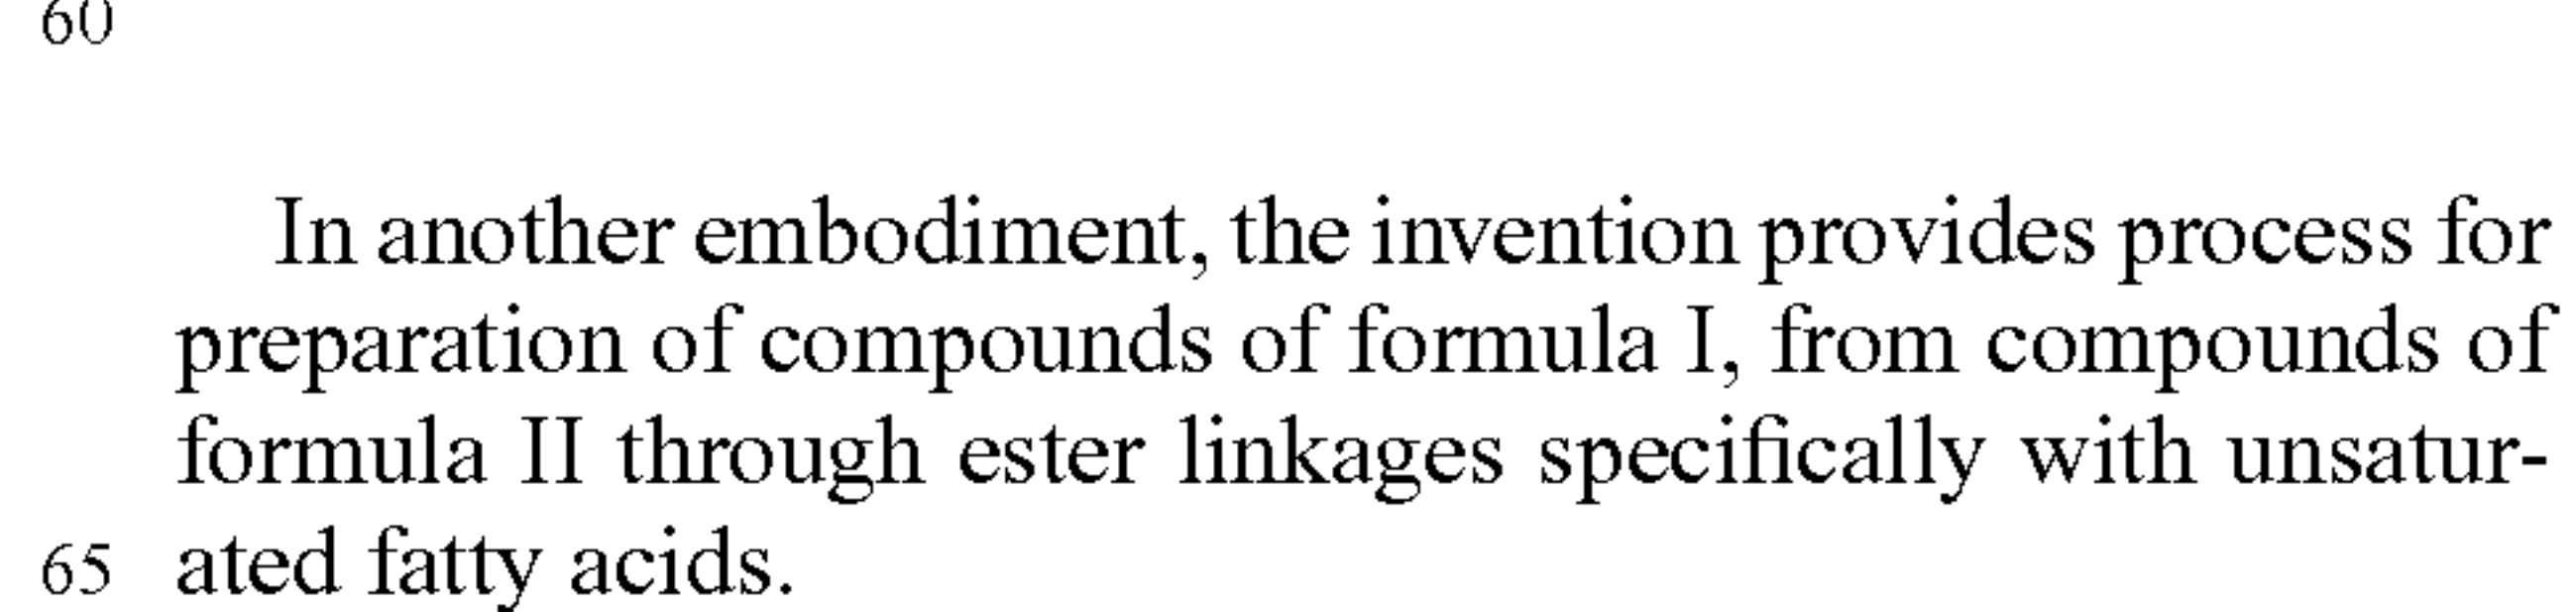 60
In another embodiment, the invention provides process for
preparation of compounds of formula I, from compounds of
formula II through ester linkages specifically with unsatur-
65 ated fatty acids.